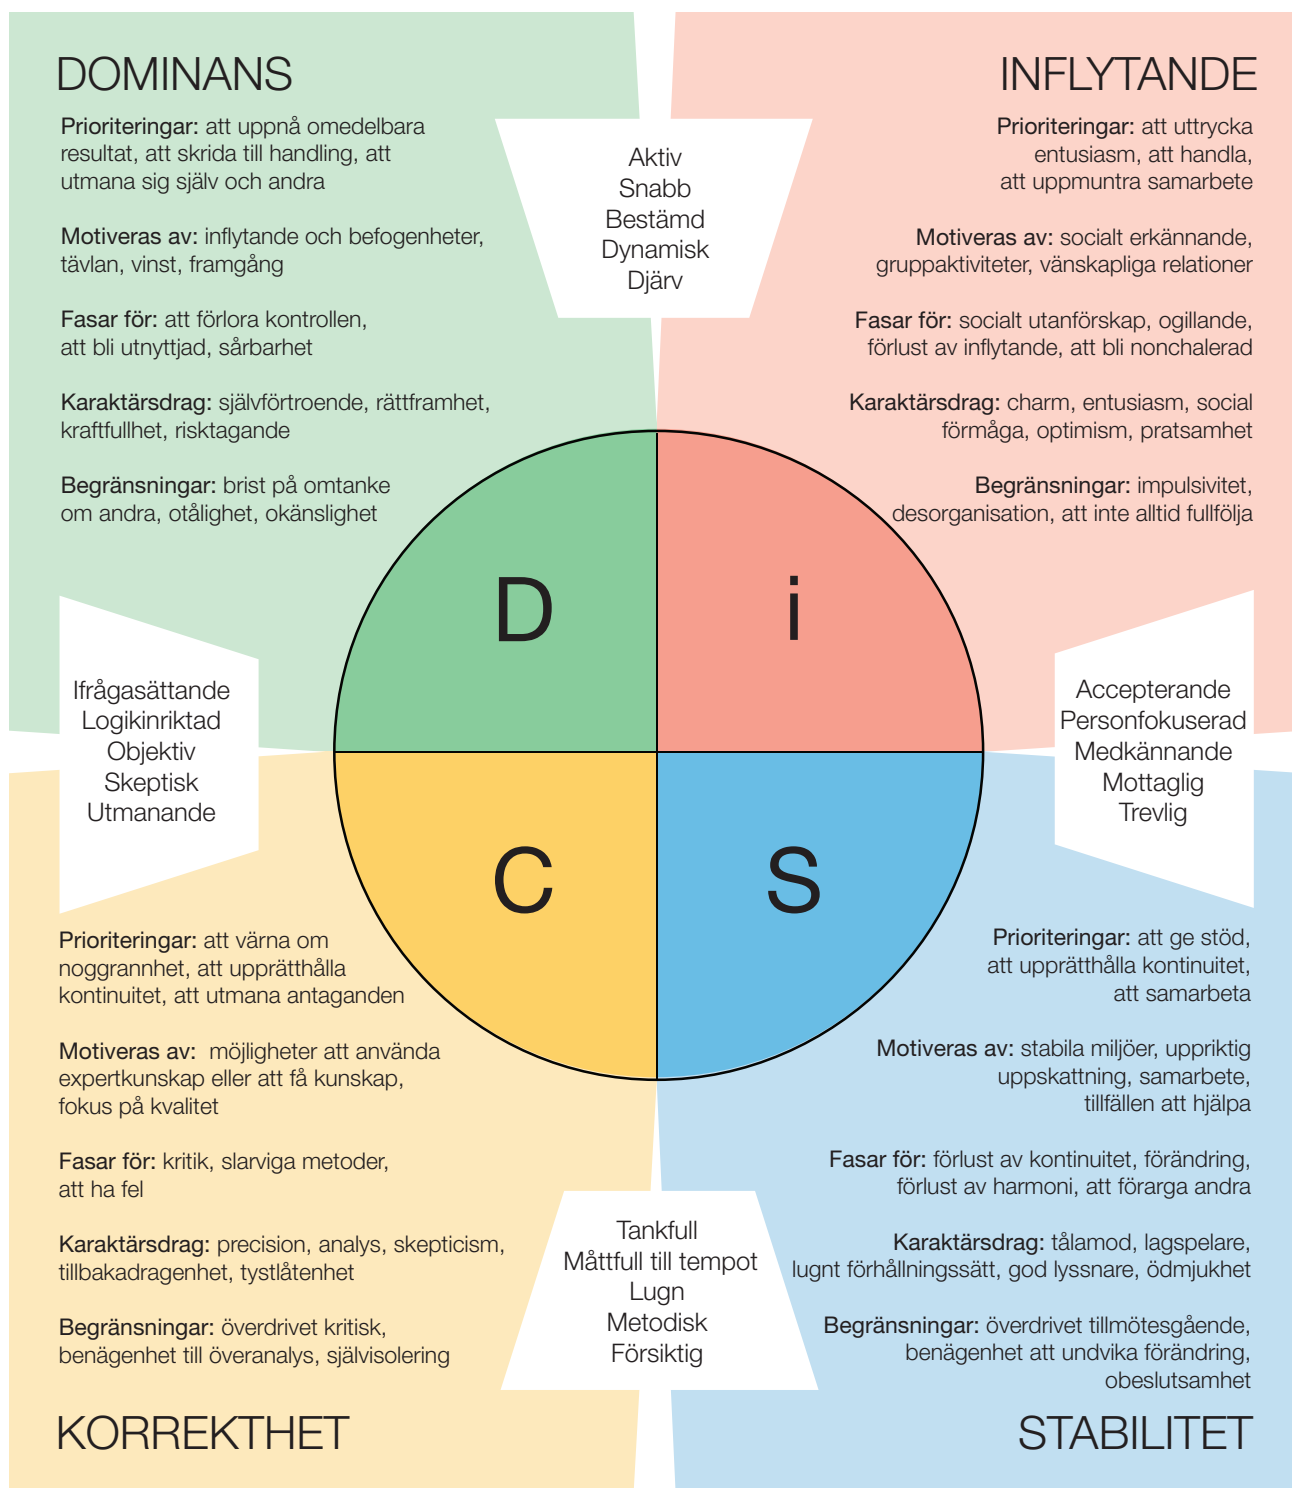 DOMINANS
Prioriteringar: att uppnå omedelbara
resultat, att skrida till handling, att
utmana sig själv och andra
Motiveras av: inflytande och befogenheter,
tävlan, vinst, framgång
Fasar för: att förlora kontrollen,
att bli utnyttjad, sårbarhet
Karaktärsdrag: självförtroende, rättframhet,
kraftfullhet, risktagande
Begränsningar: brist på omtanke
om andra, otålighet, okänslighet
Aktiv
Snabb
Bestämd
Dynamisk
Djärv
INFLYTANDE
Prioriteringar: att uttrycka
entusiasm, att handla,
att uppmuntra samarbete
Motiveras av: socialt erkännande,
gruppaktiviteter, vänskapliga relationer
Fasar för: socialt utanförskap, ogillande,
förlust av inflytande, att bli nonchalerad
Karaktärsdrag: charm, entusiasm, social
förmåga, optimism, pratsamhet
Begränsningar: impulsivitet,
desorganisation, att inte alltid fullfölja
D
i
Ifrågasättande
Logikinriktad
Objektiv
Skeptisk
Utmanande
Accepterande
Personfokuserad
Medkännande
Mottaglig
Trevlig
C
S
Prioriteringar: att värna om
noggrannhet, att upprätthålla
kontinuitet, att utmana antaganden
Motiveras av: möjligheter att använda
expertkunskap eller att få kunskap,
fokus på kvalitet
Fasar för: kritik, slarviga metoder,
att ha fel
Karaktärsdrag: precision, analys, skepticism,
tillbakadragenhet, tystlåtenhet
Begränsningar: överdrivet kritisk,
benägenhet till överanalys, självisolering
KORREKTHET
Tankfull
Måttfull till tempot
Lugn
Metodisk
Försiktig
Prioriteringar: att ge stöd,
att upprätthålla kontinuitet,
att samarbeta
Motiveras av: stabila miljöer, uppriktig
uppskattning, samarbete,
tillfällen att hjälpa
Fasar för: förlust av kontinuitet, förändring,
förlust av harmoni, att förarga andra
Karaktärsdrag: tålamod, lagspelare,
lugnt förhållningssätt, god lyssnare, ödmjukhet
Begränsningar: överdrivet tillmötesgående,
benägenhet att undvika förändring,
obeslutsamhet
STABILITET